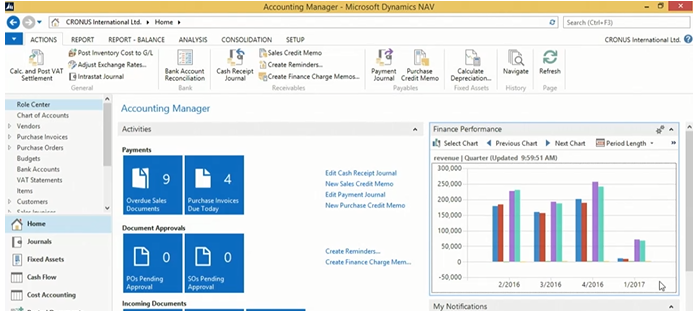 Accounting Manager - Microsoft Dynamics NAV
CRONUS International Ltd. Home
Search (Ctrl+F3)
ACTIONS REPORT REPORT - BALANCE ANALYSIS CONSOLIDATION SETUP
CRONUS International Ltd.
Calc. and Post VAT Settlement
Post Inventory Cost to G/L
Adjust Exchange Rates...
Intrastat Journal
General
Bank Account Reconciliation
Bank
Cash Receipt Journal
Sales Credit Memo
Create Reminders...
Create Finance Charge Memos...
Receivables
Payment Journal
Purchase Credit Memo
Payables
Calculate Depreciation...
Fixed Assets
Navigate
History
Refresh
Page
Role Center
Chart of Accounts
Vendors
Purchase Invoices
Purchase Orders
Budgets
Bank Accounts
VAT Statements
Items
Customers
Home
Journals
Fixed Assets
Cash Flow
Cost Accounting
Accounting Manager
Activities
Payments
9
Overdue Sales Documents
4
Purchase Invoices Due Today
Edit Cash Receipt Journal
New Sales Credit Memo
Edit Payment Journal
New Purchase Credit Memo
Document Approvals
0
POs Pending Approval
0
SOs Pending Approval
Create Reminders...
Create Finance Charge Mem...
Incoming Documents
Finance Performance
Select Chart Previous Chart Next Chart Period Length
revenue | Quarter (Updated 9:59:51 AM)
300,000
250,000
200,000
150,000
100,000
50,000
0
-50,000
2/2016 3/2016 4/2016 1/2017
My Notifications